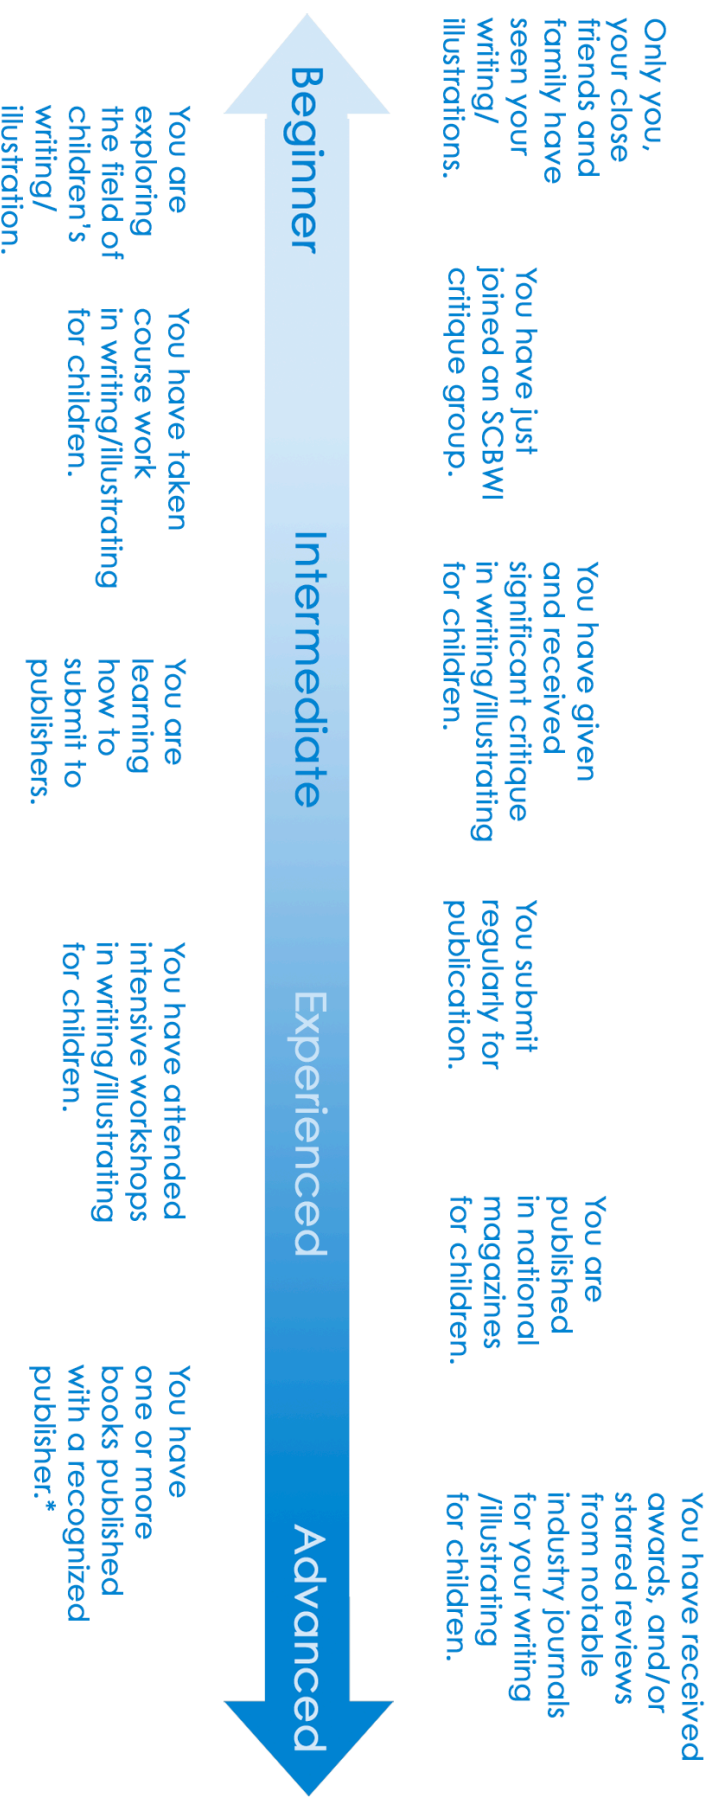 Only you,
your close
friends and
family have
seen your
writing/
illustrations.
You have just
joined an SCBWI
critique group.
You have given
and received
significant critique
in writing/illustrating
for children.
You submit
regularly for
publication.
You are
published
in national
magazines
for children.
You have received
awards, and/or
starred reviews
from notable
industry journals
for your writing
/illustrating
for children.
Beginner
Intermediate
Experienced
Advanced
You are
exploring
the field of
children's
writing/
illustration.
You have taken
course work
in writing/illustrating
for children.
You are
learning
how to
submit to
publishers.
You have attended
intensive workshops
in writing/illustrating
for children.
You have
one or more
books published
with a recognized
publisher.*